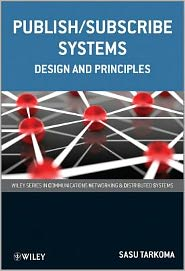 PUBLISH/SUBSCRIBE
SYSTEMS
DESIGN AND PRINCIPLES
WILEY SERIES IN COMMUNICATIONS NETWORKING & DISTRIBUTED SYSTEMS
WILEY
SASU TARKOMA